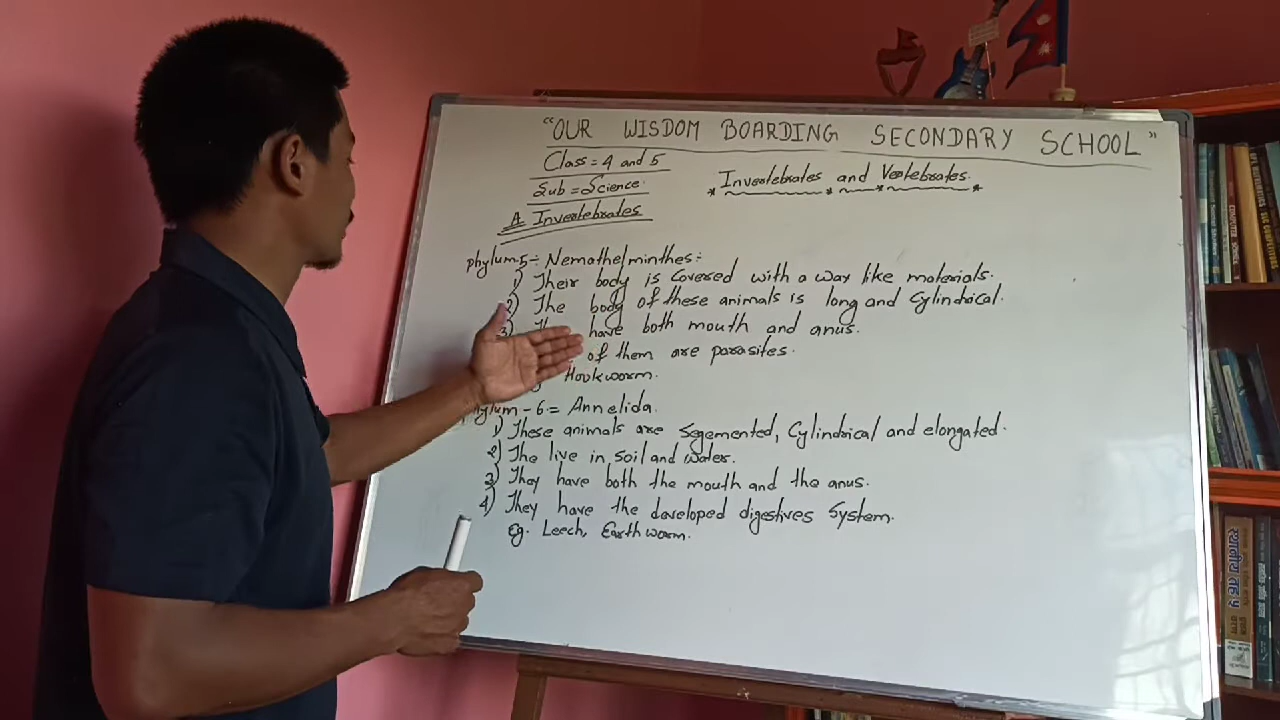 "OUR WISDOM BOARDING SECONDARY SCHOOL"
Class = 4 and 5
Sub = Science.
Invertebrates and Vertebrates.
A Invertebrates
phylum-5 ÷ Nemathelminthes :-
1) Their body is Covered with a way like materials.
2) The body of these animals is long and Cylindrical.
3) have both mouth and anus.
of them are parasites.
Hookworm.
phylum - 6 = Annelida.
1) These animals are Segemented, Cylindrical and elongated.
2) The live in Soil and Water.
3) They have both the mouth and the anus.
4) They have the developed digestives System.
Eg. Leech, Earthworm.